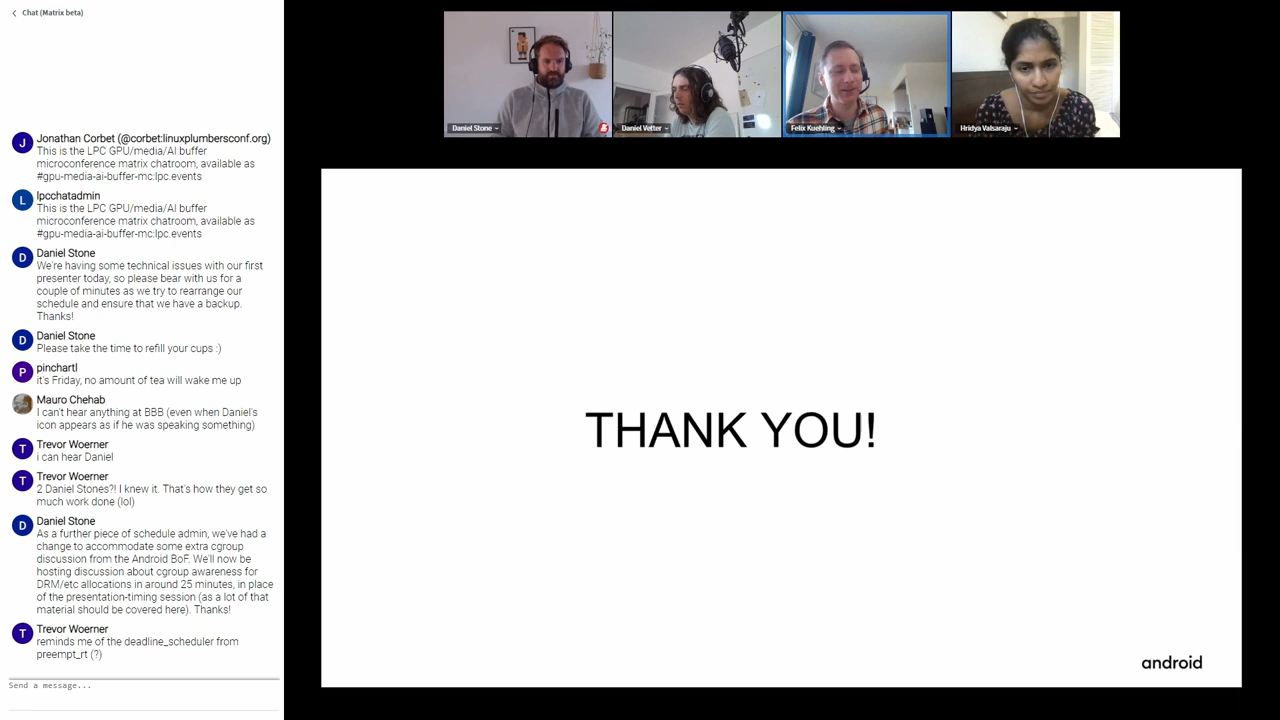 Chat (Matrix beta)
J
Jonathan Corbet (@corbet:linuxplumbersconf.org)
This is the LPC GPU/media/AI buffer
microconference matrix chatroom, available as
#gpu-media-ai-buffer-mc:lpc.events
L
lpcchatadmin
This is the LPC GPU/media/AI buffer
microconference matrix chatroom, available as
#gpu-media-ai-buffer-mc:lpc.events
D
Daniel Stone
We're having some technical issues with our first
presenter today, so please bear with us for a
couple of minutes as we try to rearrange our
schedule and ensure that we have a backup.
Thanks!
D
Daniel Stone
Please take the time to refill your cups :)
P
pinchartl
it's Friday, no amount of tea will wake me up
Mauro Chehab
I can't hear anything at BBB (even when Daniel's
icon appears as if he was speaking something)
T
Trevor Woerner
i can hear Daniel
T
Trevor Woerner
2 Daniel Stones?! I knew it. That's how they get so
much work done (lol)
D
Daniel Stone
As a further piece of schedule admin, we've had a
change to accommodate some extra cgroup
discussion from the Android BoF. We'll now be
hosting discussion about cgroup awareness for
DRM/etc allocations in around 25 minutes, in place
of the presentation-timing session (as a lot of that
material should be covered here). Thanks!
T
Trevor Woerner
reminds me of the deadline_scheduler from
preempt_rt (?)
Send a message...
Daniel Stone
Daniel Vetter
Felix Kuehling
Hridya Valsaraju
THANK YOU!
android